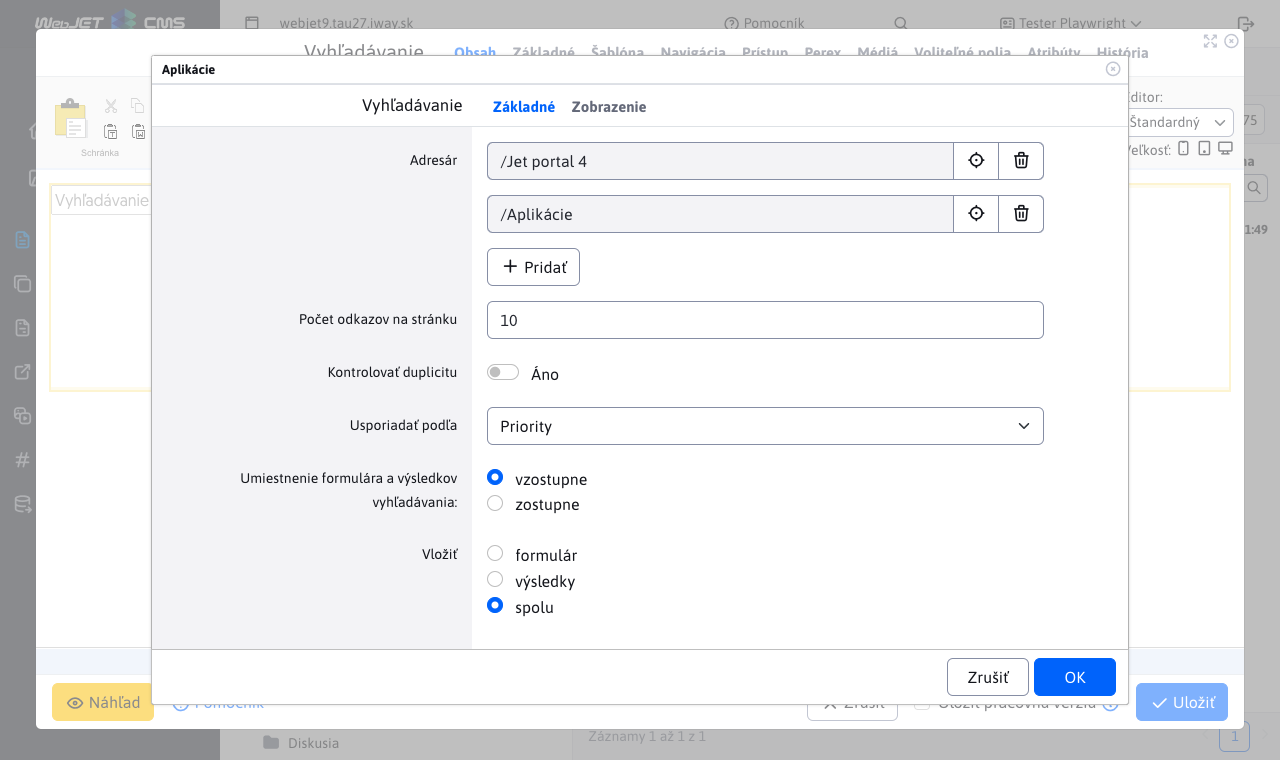 WebJET CMS
webjet9.tau27.iway.sk
Pomocník
Tester Playwright
Vyhľadávanie
Obsah Základné Šablóna Navigácia Prístup Perex Médiá Voliteľné polia Atribúty História
Aplikácie
Vyhľadávanie
Základné Zobrazenie
Schránka
Editor:
Štandardný
75
Veľkosť:
Vyhľadávanie
1:49
Adresár
/Jet portal 4
/Aplikácie
Pridať
Počet odkazov na stránku
10
Kontrolovať duplicitu
Áno
Usporiadať podľa
Priority
Umiestnenie formulára a výsledkov
vyhľadávania:
vzostupne
zostupne
Vložiť
formulár
výsledky
spolu
Zrušiť
OK
Náhľad
Pomocník
Zrušiť
Uložiť pracovnú verziu
Uložiť
Diskusia
Záznamy 1 až 1 z 1
1